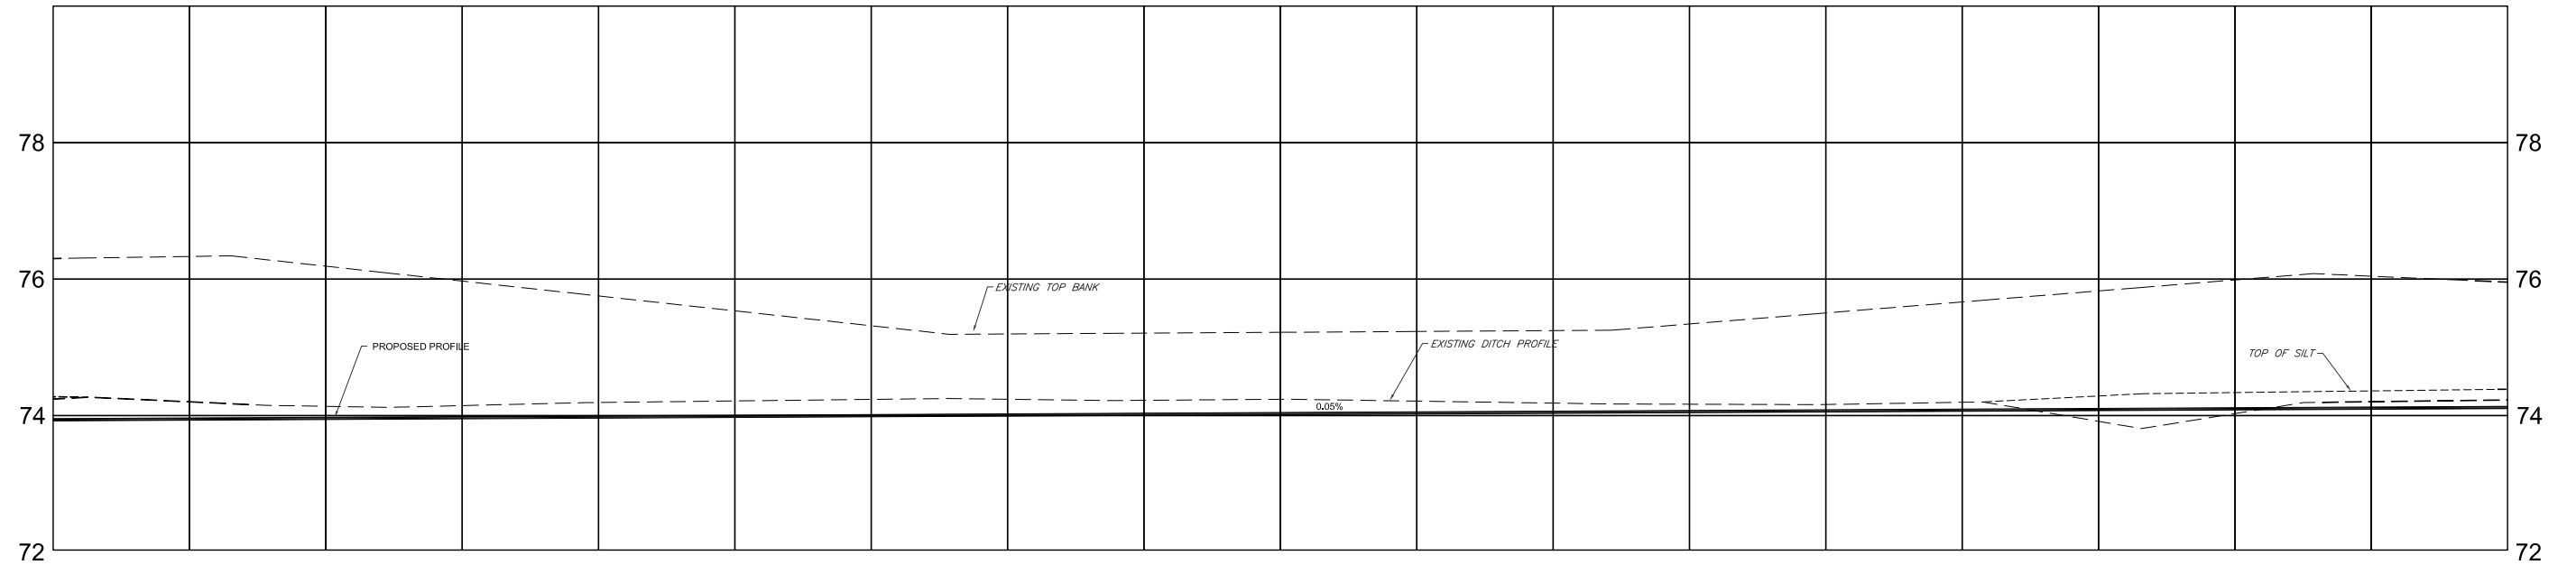 78
78
76
76
EXISTING TOP BANK
PROPOSED PROFILE
EXISTING DITCH PROFILE
TOP OF SILT
0.05%
74
74
72
72